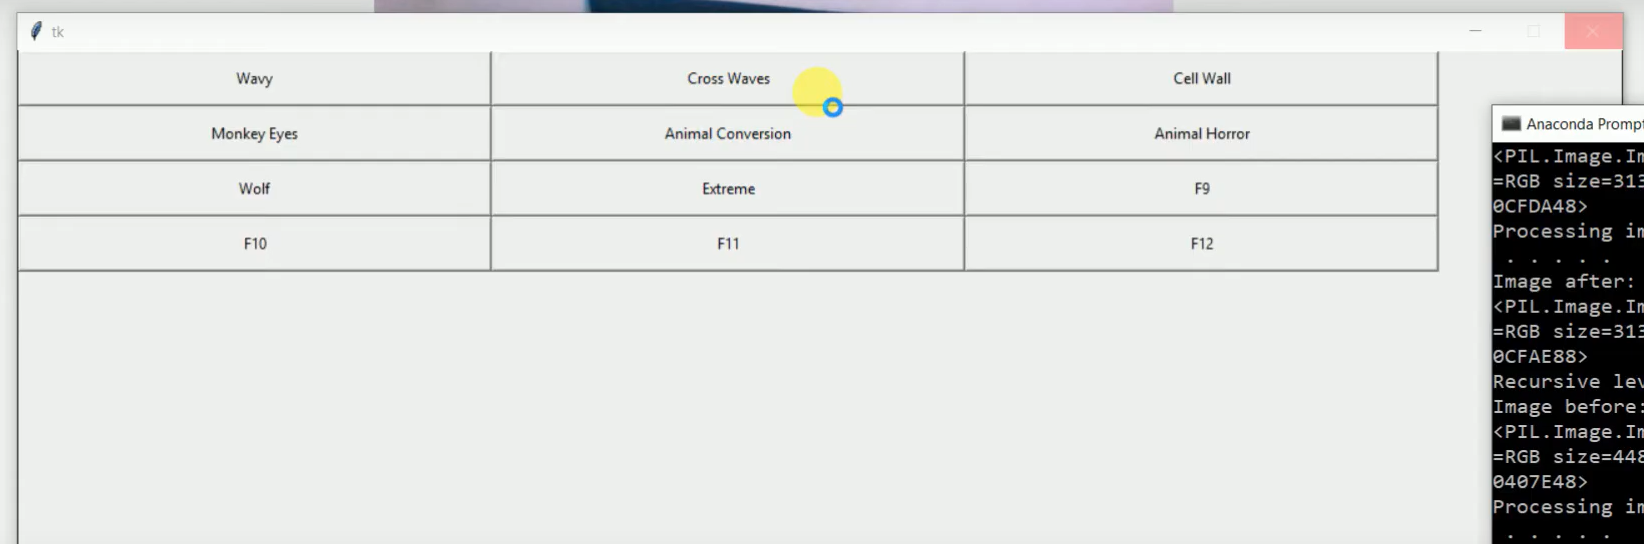 tk
Wavy Cross Waves Cell Wall
Monkey Eyes Animal Conversion Animal Horror
Wolf Extreme F9
F10 F11 F12
Anaconda Prompt
<PIL.Image.Im
=RGB size=313
0CFDA48>
Processing im
. . . . .
Image after:
<PIL.Image.Im
=RGB size=313
0CFAE88>
Recursive lev
Image before:
<PIL.Image.Im
=RGB size=448
0407E48>
Processing im
. . . . .